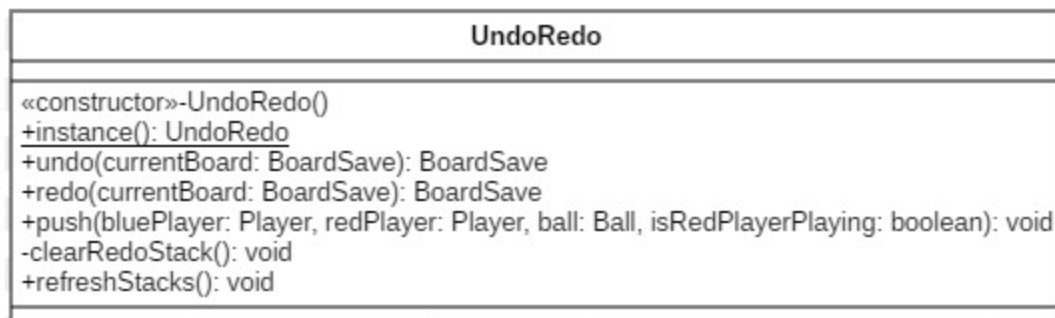 UndoRedo
«constructor»-UndoRedo()
+instance(): UndoRedo
+undo(currentBoard: BoardSave): BoardSave
+redo(currentBoard: BoardSave): BoardSave
+push(bluePlayer: Player, redPlayer: Player, ball: Ball, isRedPlayerPlaying: boolean): void
-clearRedoStack(): void
+refreshStacks(): void